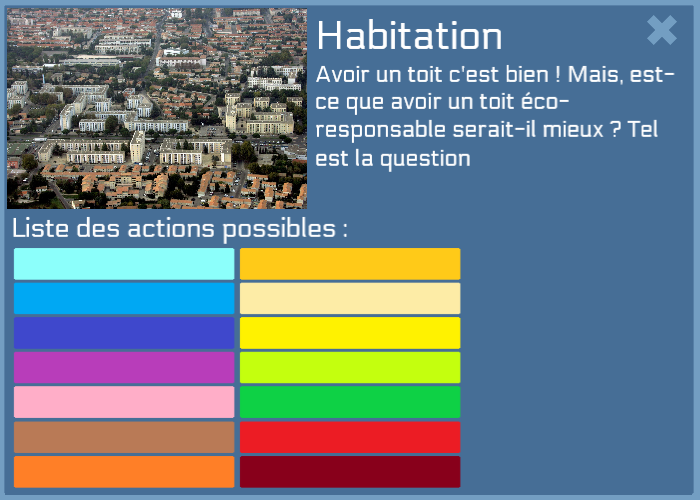 Habitation
Avoir un toit c'est bien ! Mais, est-
ce que avoir un toit éco-
responsable serait-il mieux ? Tel
est la question
Liste des actions possibles :